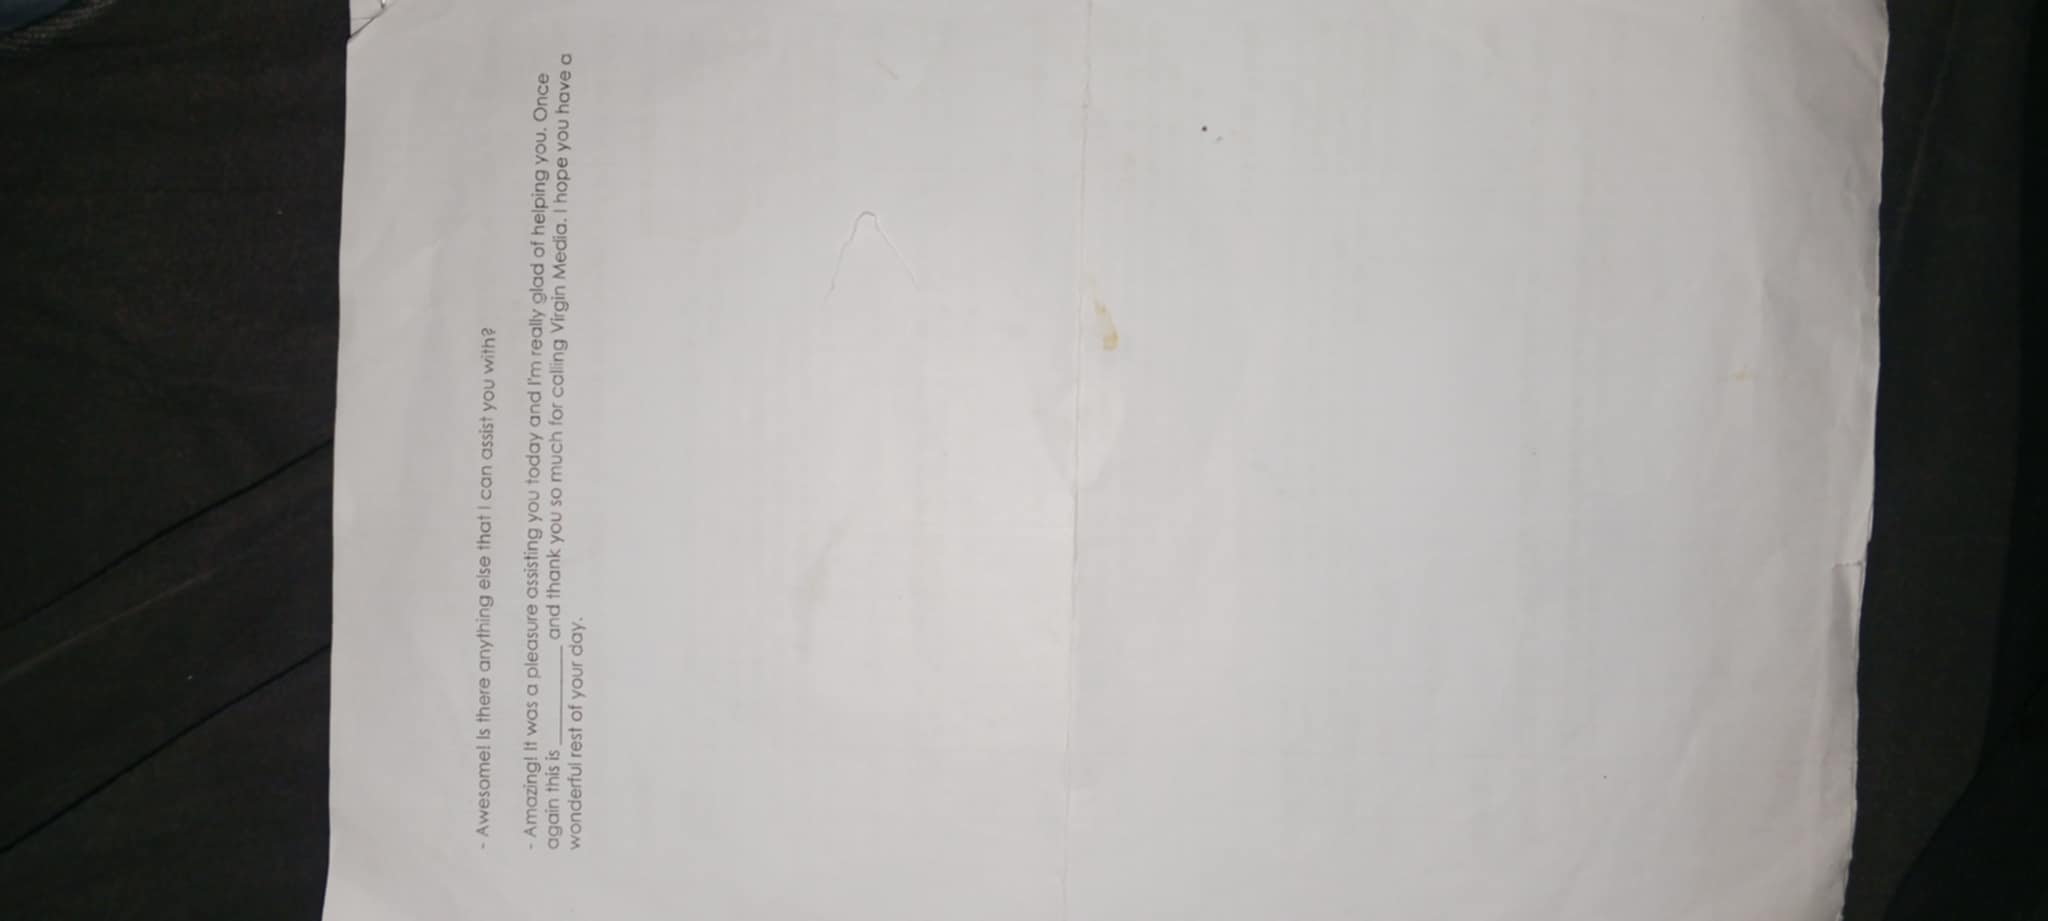 - Awesome! Is there anything else that I can assist you with?
- Amazing! It was a pleasure assisting you today and I'm really glad of helping you. Once
again this is __________ and thank you so much for calling Virgin Media. I hope you have a
wonderful rest of your day.